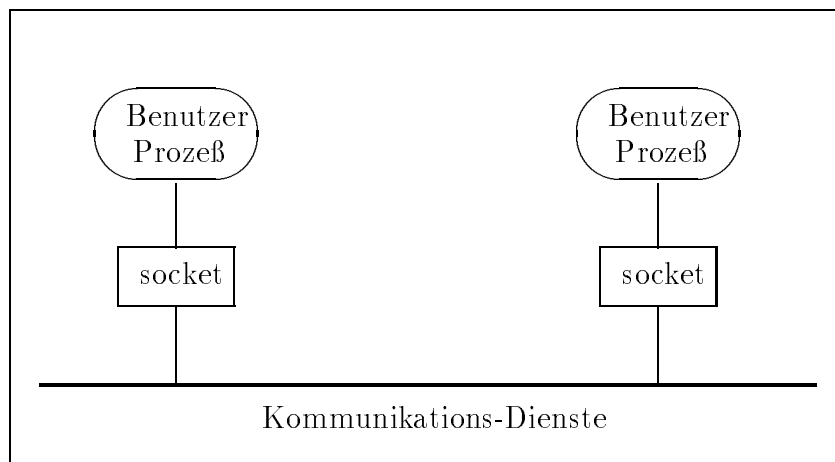 Benutzer
Prozeß
Benutzer
Prozeß
socket
socket
Kommunikations-Dienste